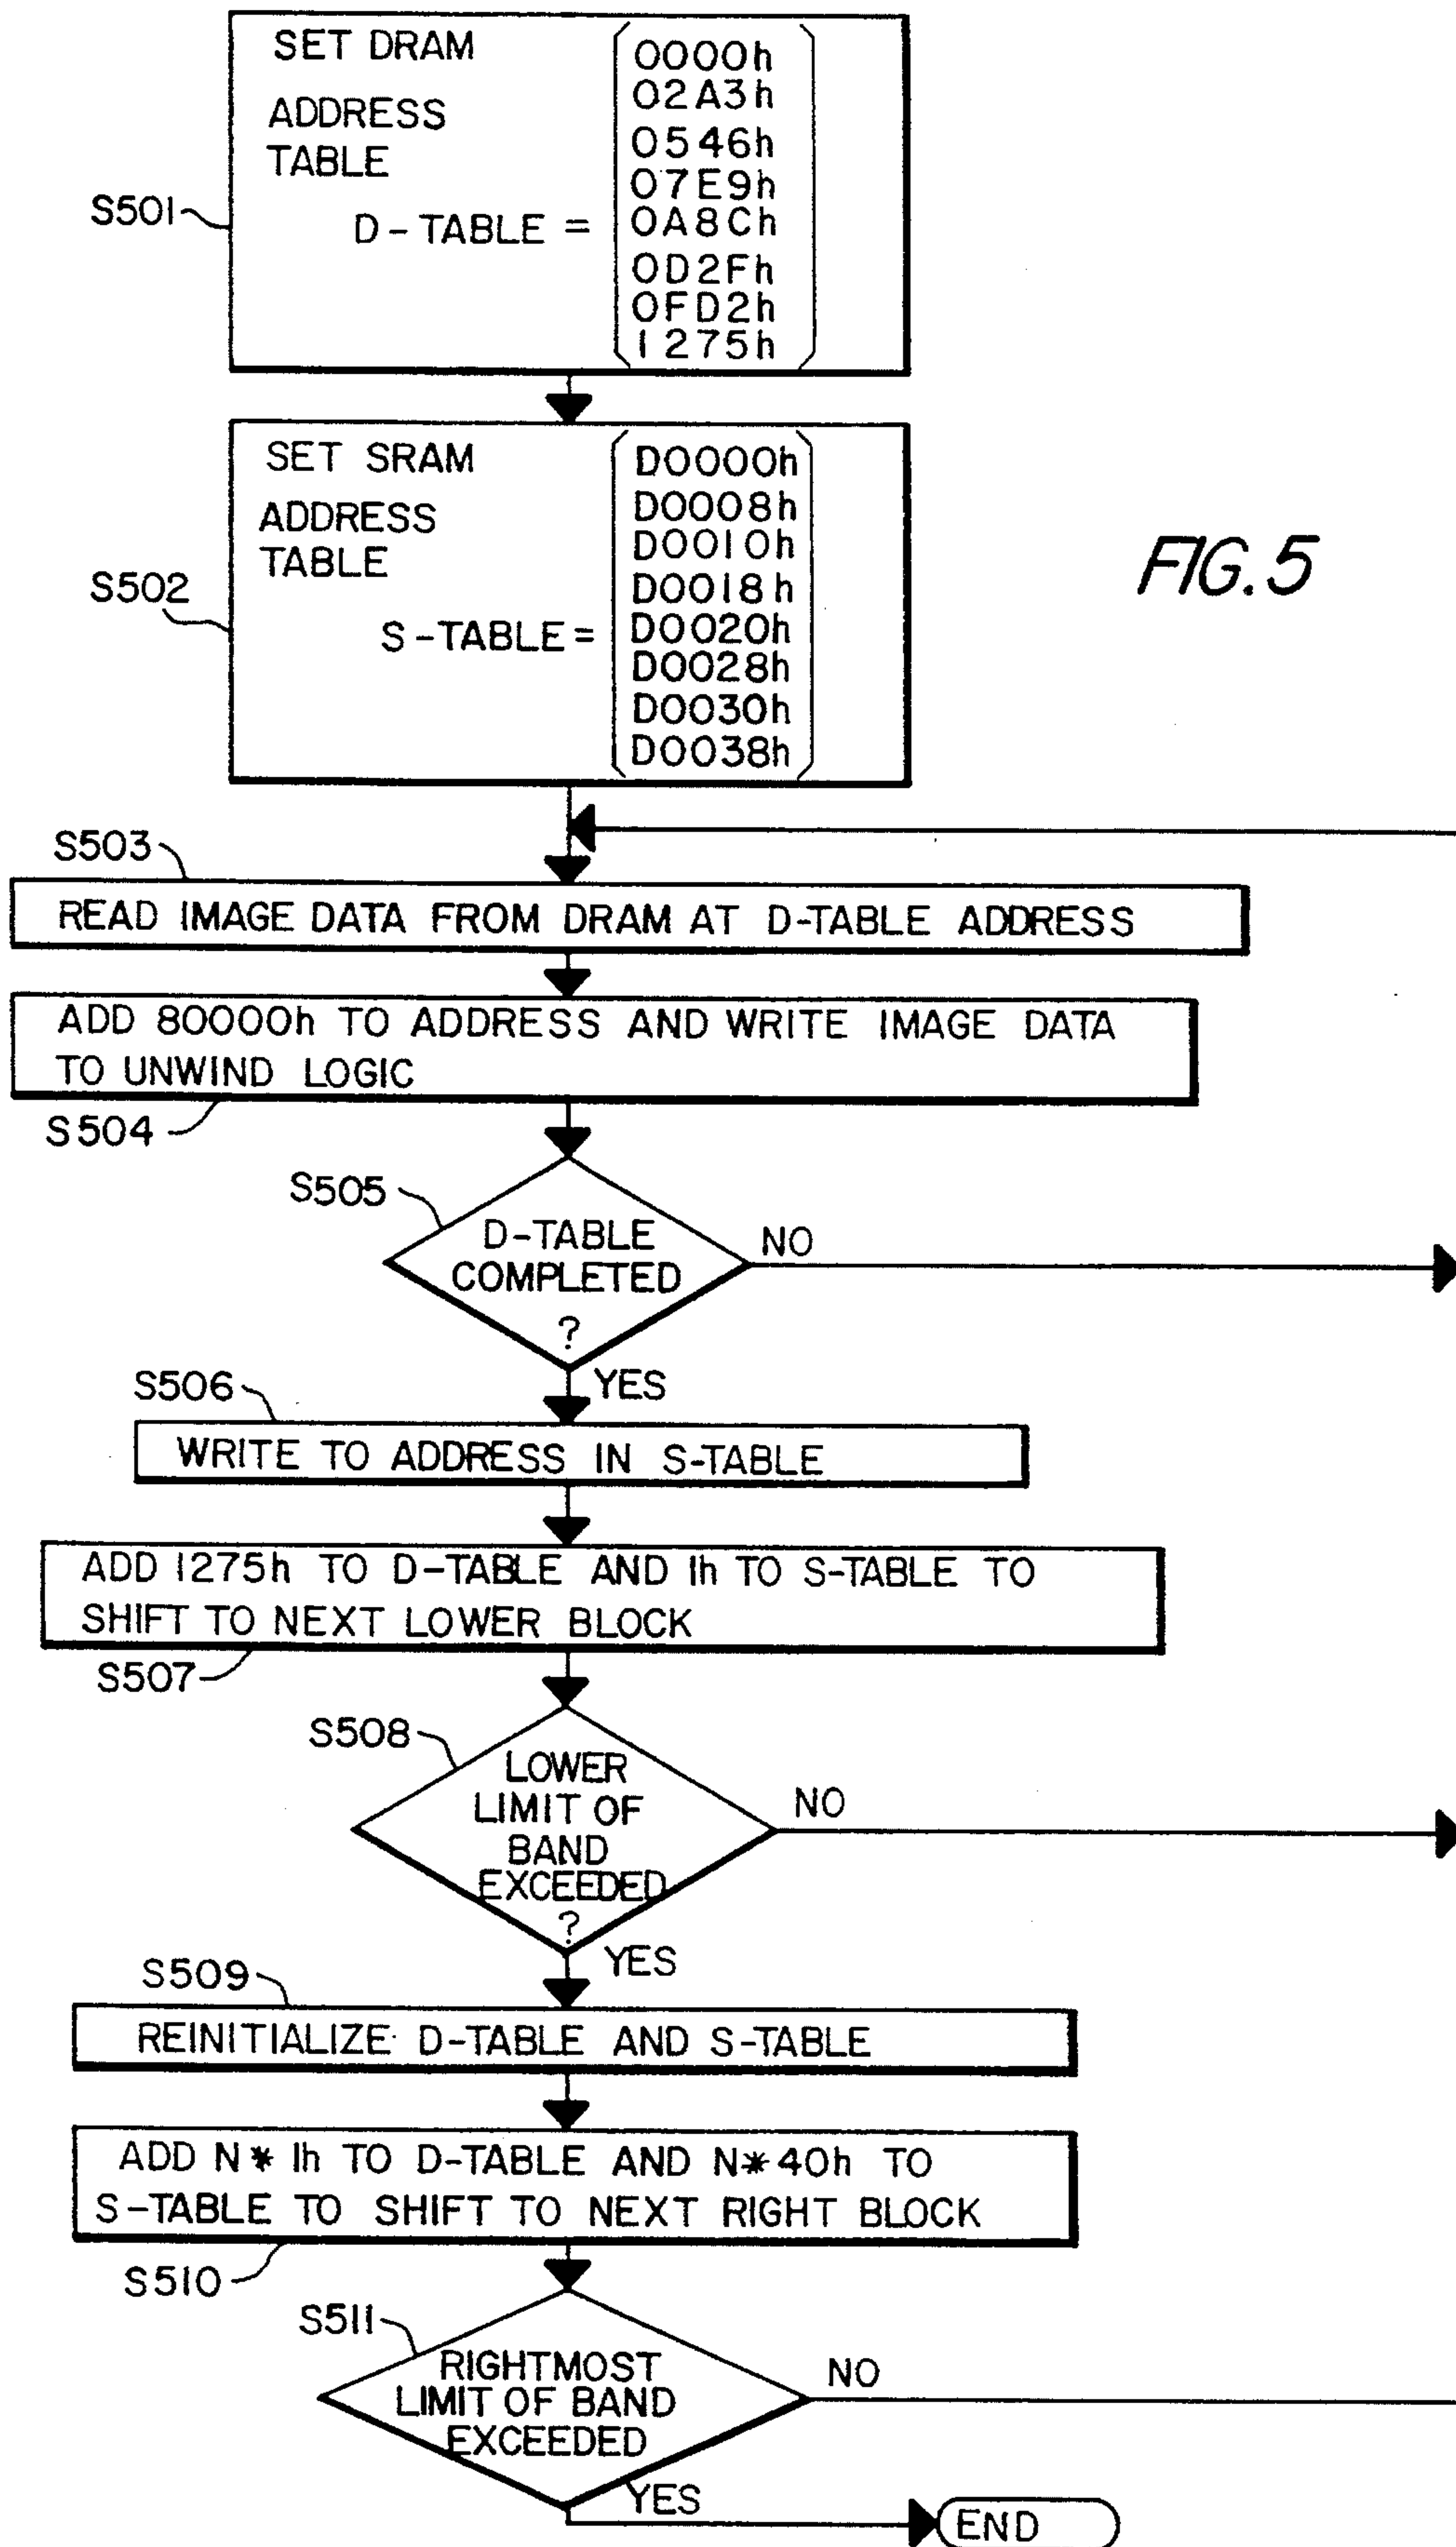 SET DRAM
ADDRESS
TABLE
D-TABLE =
0000h
02A3h
0546h
07E9h
0A8Ch
0D2Fh
0FD2h
1275h
S501
SET SRAM
ADDRESS
TABLE
S-TABLE =
D0000h
D0008h
D0010h
D0018h
D0020h
D0028h
D0030h
D0038h
S502
FIG. 5
S503
READ IMAGE DATA FROM DRAM AT D-TABLE ADDRESS
ADD 80000h TO ADDRESS AND WRITE IMAGE DATA
TO UNWIND LOGIC
S504
S505
D-TABLE
COMPLETED
?
NO
YES
S506
WRITE TO ADDRESS IN S-TABLE
ADD 1275h TO D-TABLE AND 1h TO S-TABLE TO
SHIFT TO NEXT LOWER BLOCK
S507
S508
LOWER
LIMIT OF
BAND
EXCEEDED
?
NO
YES
S509
REINITIALIZE D-TABLE AND S-TABLE
ADD N* 1h TO D-TABLE AND N*40h TO
S-TABLE TO SHIFT TO NEXT RIGHT BLOCK
S510
S511
RIGHTMOST
LIMIT OF BAND
EXCEEDED
NO
YES
END